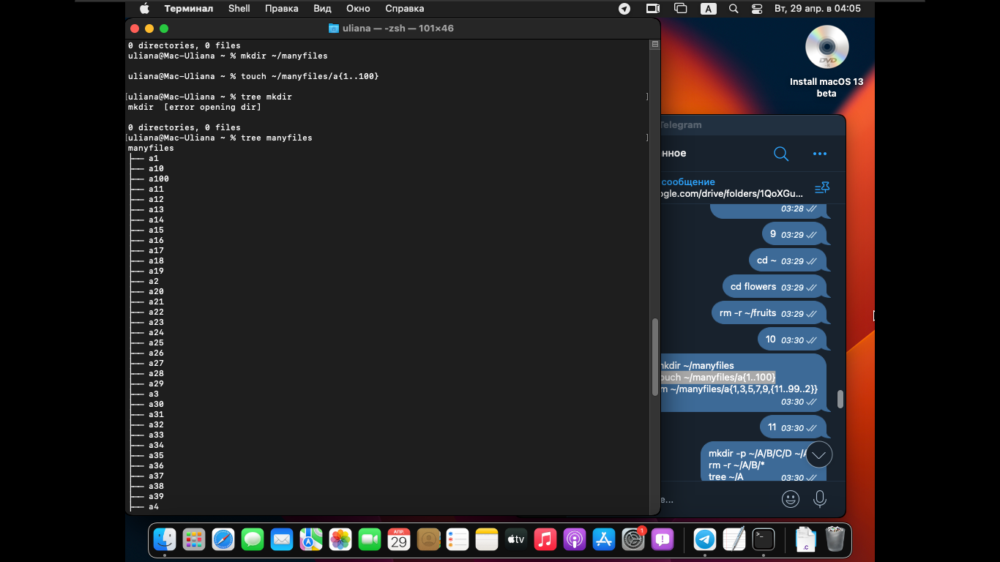 Терминал Shell Правка Вид Окно Справка
A
Вт, 29 апр. в 04:05
uliana — -zsh — 101×46
0 directories, 0 files
uliana@Mac-Uliana ~ % mkdir ~/manyfiles
uliana@Mac-Uliana ~ % touch ~/manyfiles/a{1..100}
[uliana@Mac-Uliana ~ % tree mkdir ]
mkdir [error opening dir]
0 directories, 0 files
[uliana@Mac-Uliana ~ % tree manyfiles ]
manyfiles
├── a1
├── a10
├── a100
├── a11
├── a12
├── a13
├── a14
├── a15
├── a16
├── a17
├── a18
├── a19
├── a2
├── a20
├── a21
├── a22
├── a23
├── a24
├── a25
├── a26
├── a27
├── a28
├── a29
├── a3
├── a30
├── a31
├── a32
├── a33
├── a34
├── a35
├── a36
├── a37
├── a38
├── a39
├── a4
DVD
Install macOS 13
beta
Telegram
нное
сообщение
ogle.com/drive/folders/1QoXGu...
03:28
9 03:29
cd ~ 03:29
cd flowers 03:29
rm -r ~/fruits 03:29
10 03:30
mkdir ~/manyfiles
touch ~/manyfiles/a{1..100}
rm ~/manyfiles/a{1,3,5,7,9,{11..99..2}}
03:30
11 03:30
mkdir -p ~/A/B/C/D ~/A
rm -r ~/A/B/*
tree ~/A 03:30
е...
АПР.
29
tv
1
>_
.c